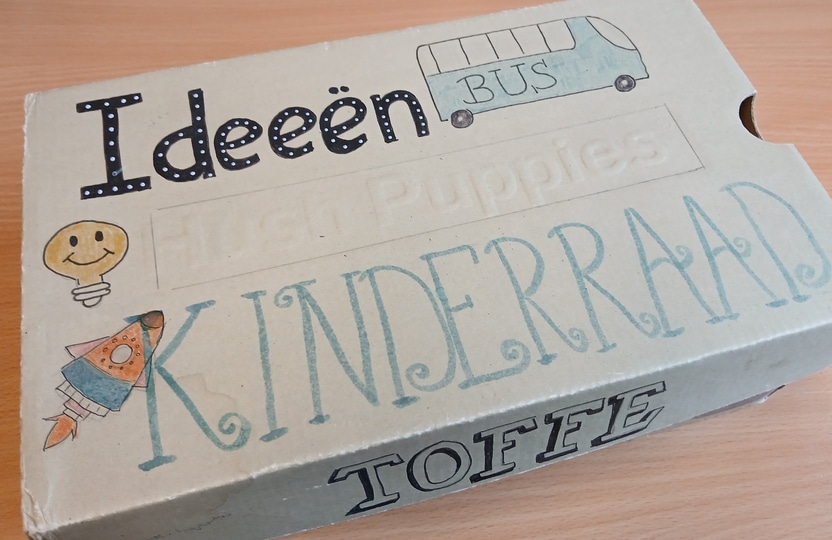 Ideeën
BUS
Hush Puppies
KINDERRAAD
TOFFE